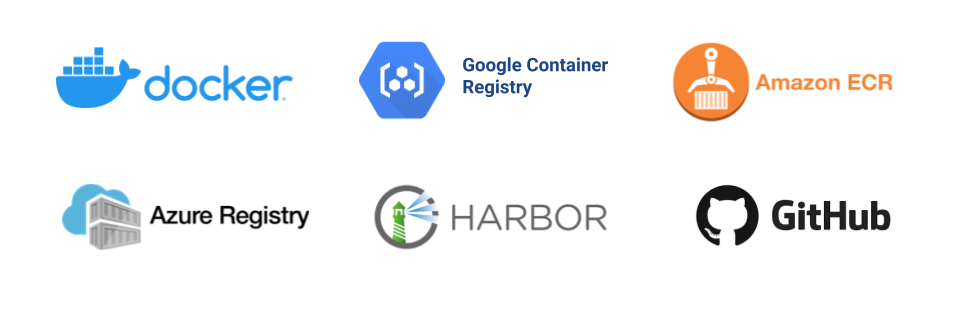 docker
Google Container
Registry
Amazon ECR
Azure Registry
HARBOR
GitHub